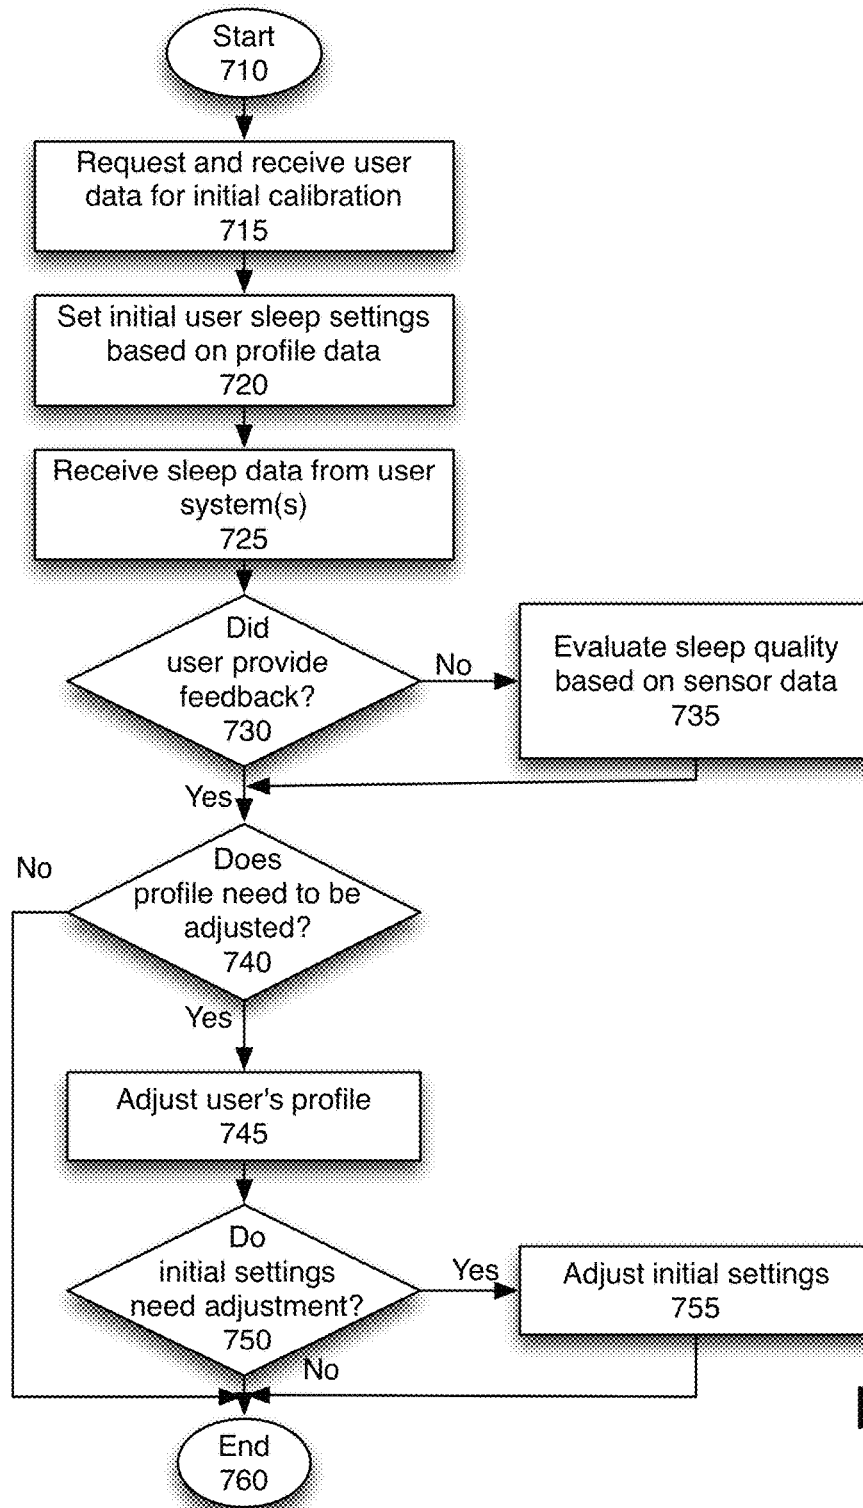 Start
710
Request and receive user
data for initial calibration
715
Set initial user sleep settings
based on profile data
720
Receive sleep data from user
system(s)
725
Did
user provide
feedback?
730
No
Evaluate sleep quality
based on sensor data
735
Yes
No
Does
profile need to be
adjusted?
740
Yes
Adjust user's profile
745
Do
initial settings
need adjustment?
750
Yes
Adjust initial settings
755
No
End
760